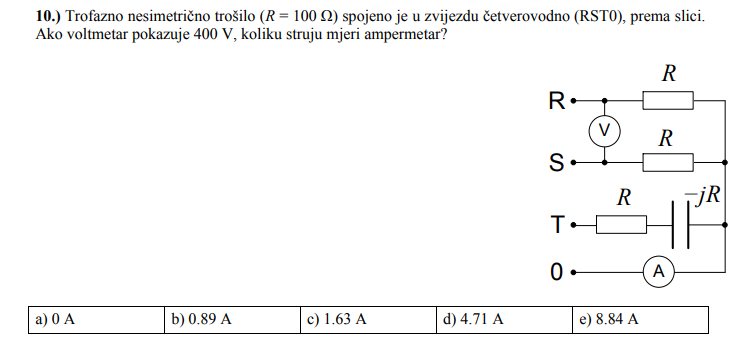 10.) Trofazno nesimetrično trošilo (R = 100 Ω) spojeno je u zvijezdu četverovodno (RST0), prema slici.
Ako voltmetar pokazuje 400 V, koliku struju mjeri ampermetar?
R
R
V
R
S
R
−jR
T
0
A
a) 0 A
b) 0.89 A
c) 1.63 A
d) 4.71 A
e) 8.84 A